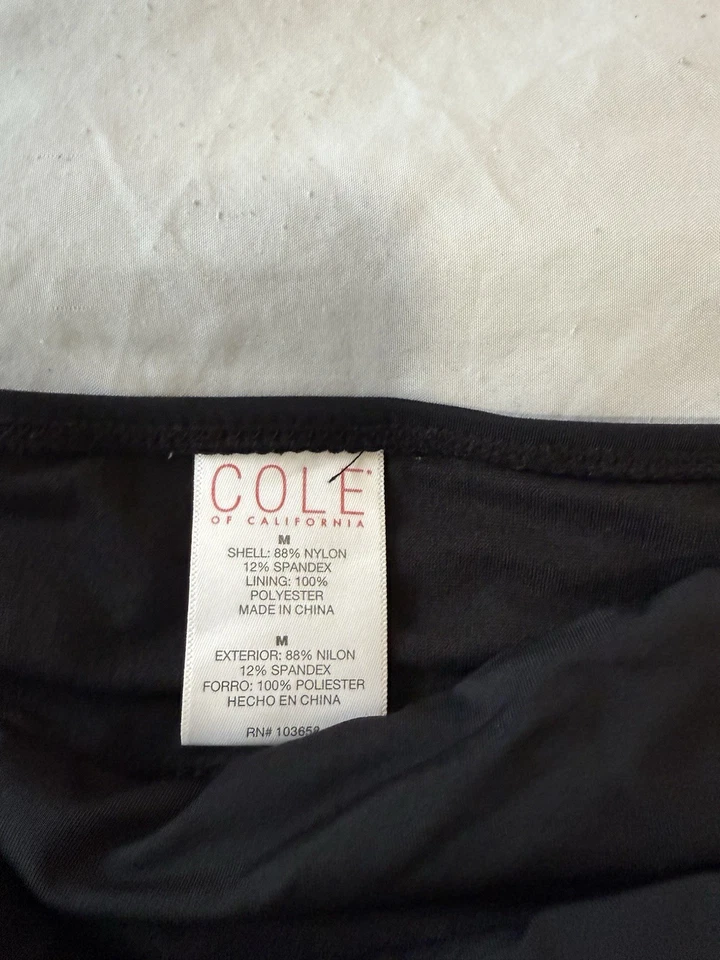 COLE
OF CALIFORNIA
M
SHELL: 88% NYLON
12% SPANDEX
LINING: 100%
POLYESTER
MADE IN CHINA
M
EXTERIOR: 88% NILON
12% SPANDEX
FORRO: 100% POLIESTER
HECHO EN CHINA
RN# 103658